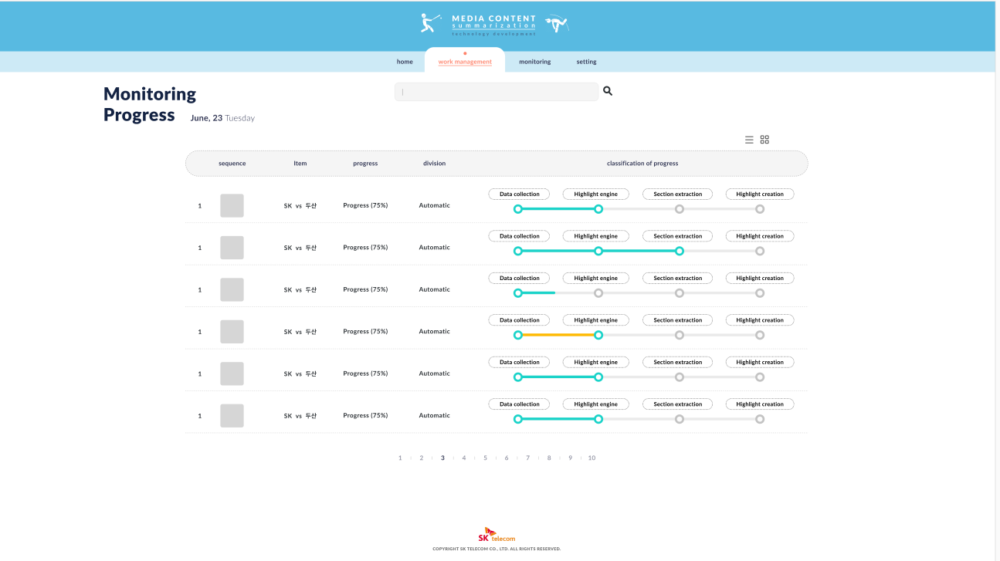 MEDIA CONTENT
summarization
technology development
home work management monitoring setting
Monitoring
Progress June, 23 Tuesday
sequence Item progress division classification of progress
Data collection Highlight engine Section extraction Highlight creation
1 SK vs 두산 Progress (75%) Automatic
Data collection Highlight engine Section extraction Highlight creation
1 SK vs 두산 Progress (75%) Automatic
Data collection Highlight engine Section extraction Highlight creation
1 SK vs 두산 Progress (75%) Automatic
Data collection Highlight engine Section extraction Highlight creation
1 SK vs 두산 Progress (75%) Automatic
Data collection Highlight engine Section extraction Highlight creation
1 SK vs 두산 Progress (75%) Automatic
Data collection Highlight engine Section extraction Highlight creation
1 SK vs 두산 Progress (75%) Automatic
1 2 3 4 5 6 7 8 9 10
SK telecom
COPYRIGHT SK TELECOM CO., LTD. ALL RIGHTS RESERVED.